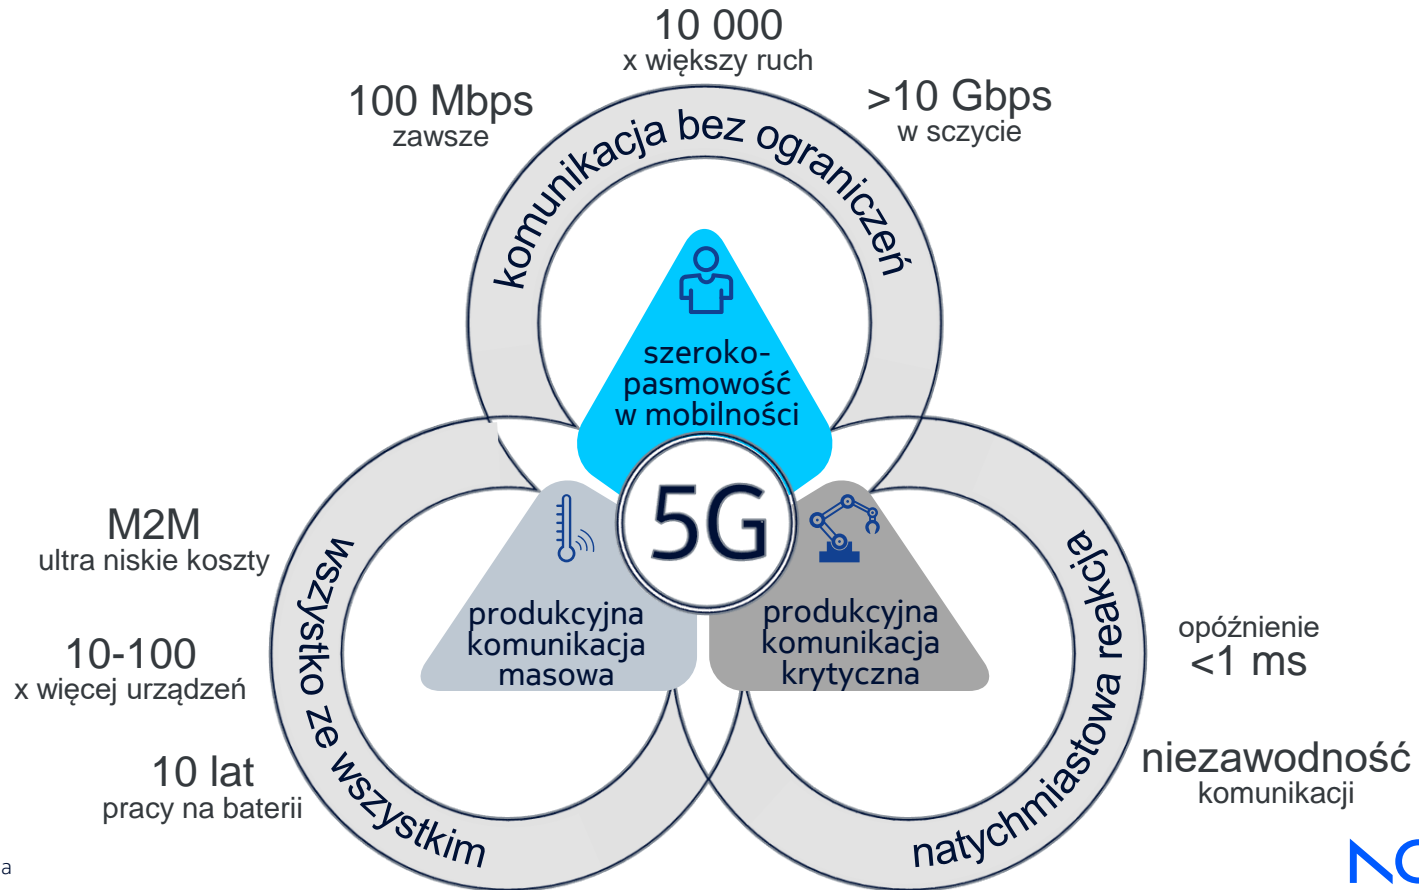 10 000
x większy ruch
100 Mbps
zawsze
>10 Gbps
w sczycie
komunikacja bez ograniczeń
szeroko-
pasmowość
w mobilności
5G
M2M
ultra niskie koszty
10-100
x więcej urządzeń
10 lat
pracy na baterii
wszystko ze wszystkim
produkcyjna
komunikacja
masowa
produkcyjna
komunikacja
krytyczna
natychmiastowa reakcja
opóźnienie
<1 ms
niezawodność
komunikacji
a